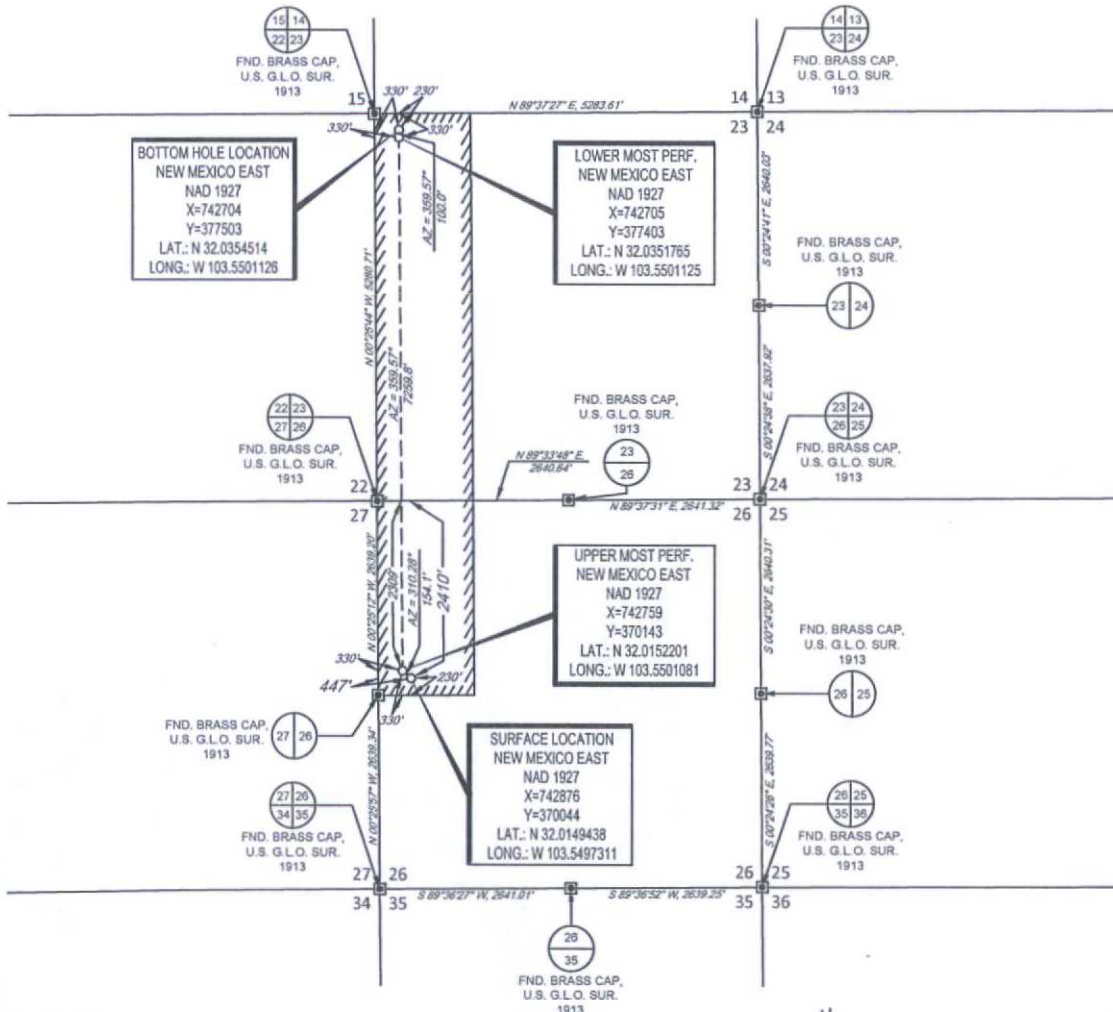 15 14
22 23
FND. BRASS CAP,
U.S. G.L.O. SUR.
1913
14 13
23 24
FND. BRASS CAP,
U.S. G.L.O. SUR.
1913
15
330' 230'
N 89°37'27" E, 5283.61'
14 13
23 24
330'
330'
BOTTOM HOLE LOCATION
NEW MEXICO EAST
NAD 1927
X=742704
Y=377503
LAT.: N 32.0354514
LONG.: W 103.5501126
AZ = 359.57°
100.0'
LOWER MOST PERF.
NEW MEXICO EAST
NAD 1927
X=742705
Y=377403
LAT.: N 32.0351765
LONG.: W 103.5501125
S 00°24'41" E, 2640.03'
FND. BRASS CAP,
U.S. G.L.O. SUR.
1913
23 24
N 00°25'44" W, 5280.71'
AZ = 359.57°
7259.8'
S 00°24'38" E, 2637.92'
22 23
27 26
FND. BRASS CAP,
U.S. G.L.O. SUR.
1913
FND. BRASS CAP,
U.S. G.L.O. SUR.
1913
23
26
23 24
26 25
FND. BRASS CAP,
U.S. G.L.O. SUR.
1913
N 89°33'48" E,
2640.64'
22
27
23 24
26 25
N 89°37'31" E, 2641.32'
N 00°25'12" W, 2639.20'
2309'
AZ = 310.28°
154.1'
2410'
UPPER MOST PERF.
NEW MEXICO EAST
NAD 1927
X=742759
Y=370143
LAT.: N 32.0152201
LONG.: W 103.5501081
S 00°24'30" E, 2640.31'
330'
447'
230'
330'
FND. BRASS CAP,
U.S. G.L.O. SUR.
1913
26 25
FND. BRASS CAP,
U.S. G.L.O. SUR.
1913
27 26
SURFACE LOCATION
NEW MEXICO EAST
NAD 1927
X=742876
Y=370044
LAT.: N 32.0149438
LONG.: W 103.5497311
N 00°25'57" W, 2639.34'
S 00°24'26" E, 2639.77'
27 26
34 35
FND. BRASS CAP,
U.S. G.L.O. SUR.
1913
26 25
35 36
FND. BRASS CAP,
U.S. G.L.O. SUR.
1913
27 26
34 35
S 89°36'27" W, 2641.01'
S 89°36'52" W, 2639.25'
26 25
35 36
26
35
FND. BRASS CAP,
U.S. G.L.O. SUR.
1913